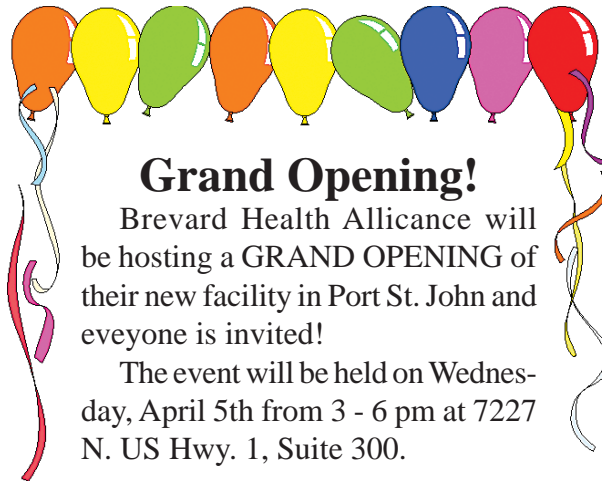 Grand Opening!
Brevard Health Allicance will
be hosting a GRAND OPENING of
their new facility in Port St. John and
eveyone is invited!
The event will be held on Wednes-
day, April 5th from 3 - 6 pm at 7227
N. US Hwy. 1, Suite 300.